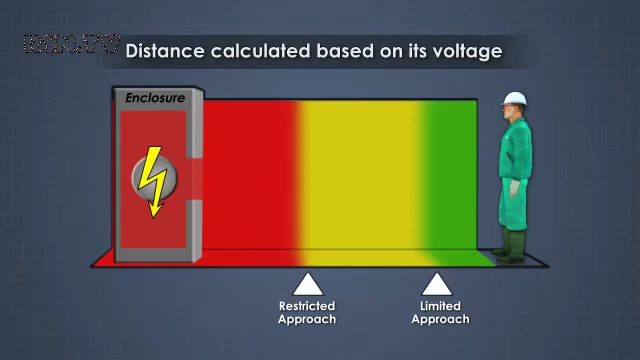 Distance calculated based on its voltage
Enclosure
Restricted
Approach
Limited
Approach